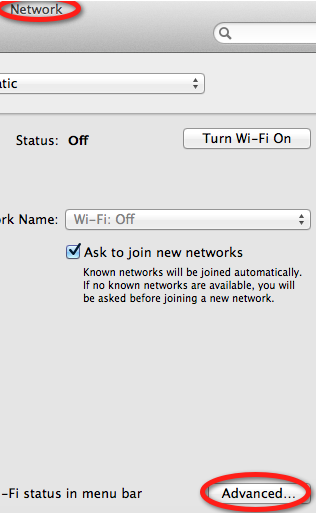 Network
Status: Off
Turn Wi-Fi On
Name: Wi-Fi: Off
Ask to join new networks
Known networks will be joined automatically.
If no known networks are available, you will
be asked before joining a new network.
-Fi status in menu bar
Advanced...